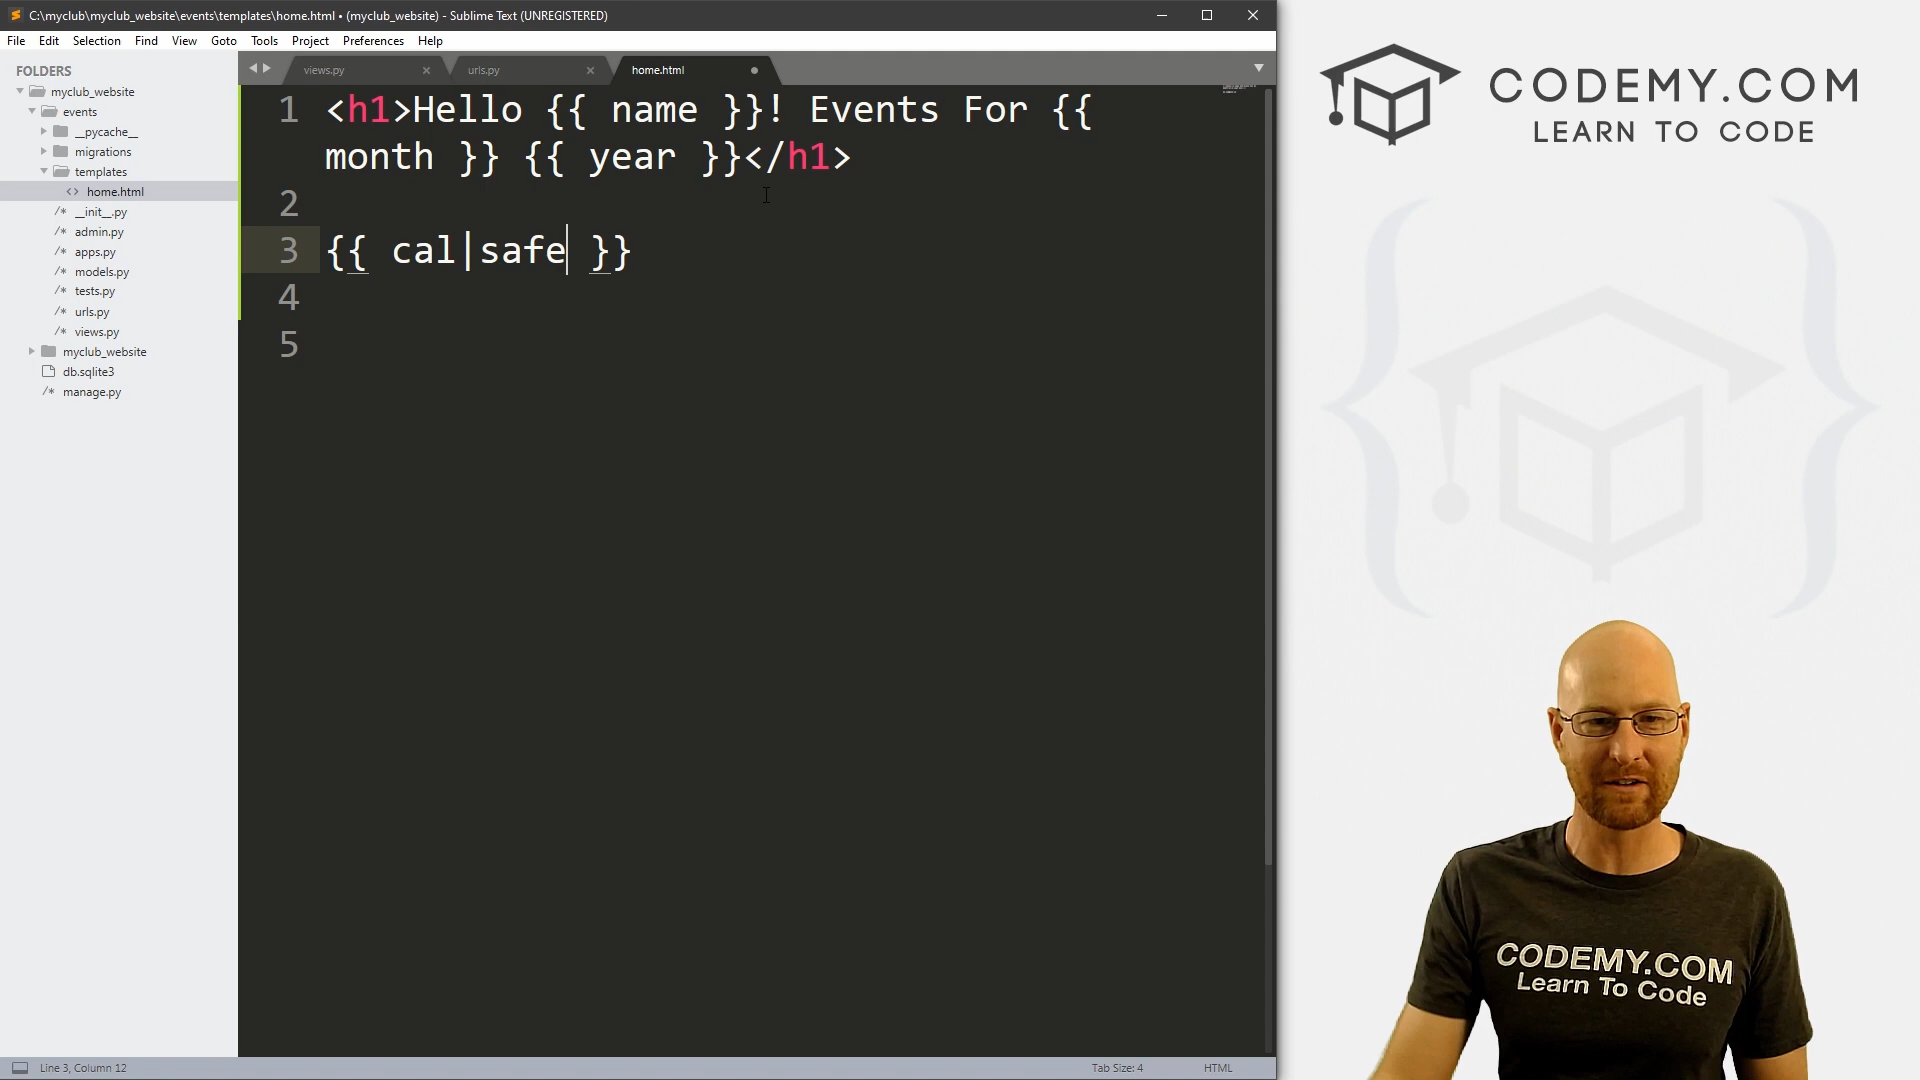 C:\myclub\myclub_website\events\templates\home.html • (myclub_website) - Sublime Text (UNREGISTERED)
File Edit Selection Find View Goto Tools Project Preferences Help
FOLDERS
myclub_website
events
__pycache__
migrations
templates
<> home.html
/* __init__.py
/* admin.py
/* apps.py
/* models.py
/* tests.py
/* urls.py
/* views.py
myclub_website
db.sqlite3
/* manage.py
views.py × urls.py × home.html
1 <h1>Hello {{ name }}! Events For {{
month }} {{ year }}</h1>
2
3 {{ cal|safe }}
4
5
Line 3, Column 12
Tab Size: 4 HTML
CODEMY.COM
LEARN TO CODE
CODEMY.COM
Learn To Code